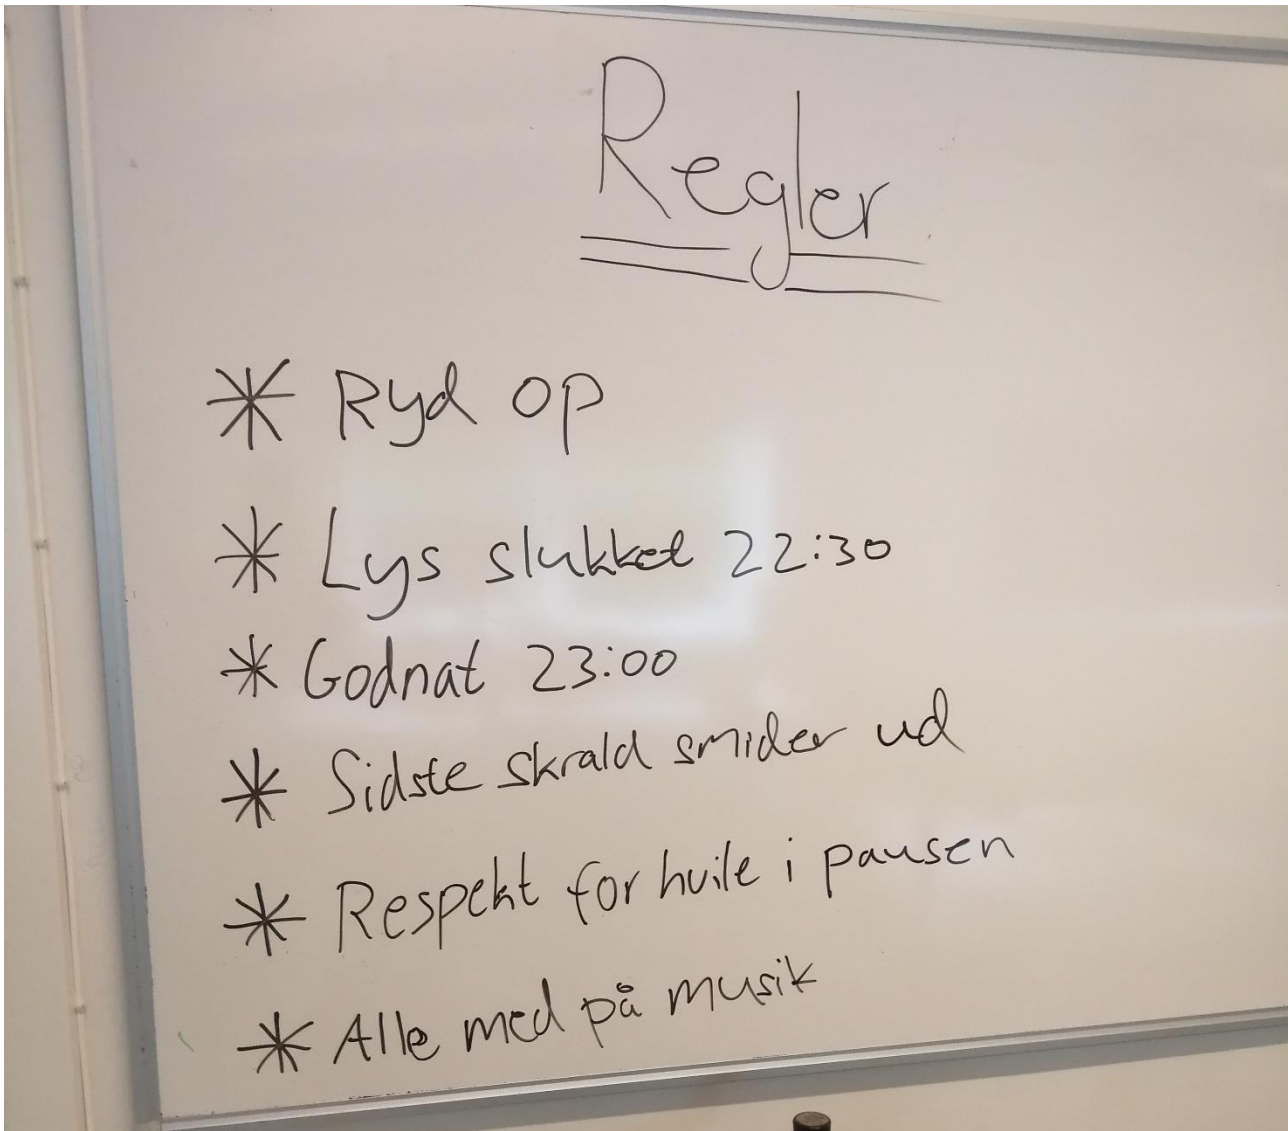 Regler
* Ryd op
* Lys slukket 22:30
* Godnat 23:00
* Sidste skrald smider ud
* Respekt for hvile i pausen
* Alle med på musik